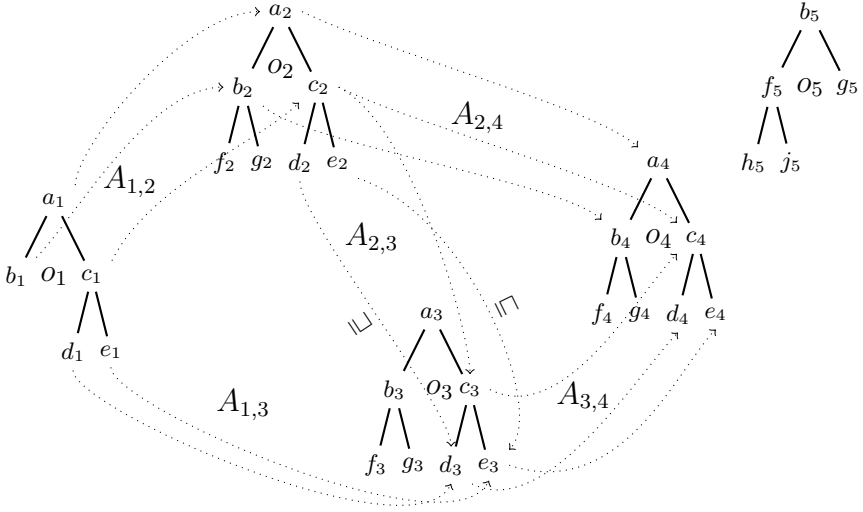 a₂
b₅
o₂
b₂ c₂
f₅ o₅ g₅
A₂,₄
f₂ g₂ d₂ e₂
h₅ j₅
a₄
A₁,₂
a₁
A₂,₃
b₄ o₄ c₄
b₁ o₁ c₁
⊒
⊑
a₃
f₄ g₄ d₄ e₄
d₁ e₁
b₃ o₃ c₃
A₁,₃
A₃,₄
f₃ g₃ d₃ e₃